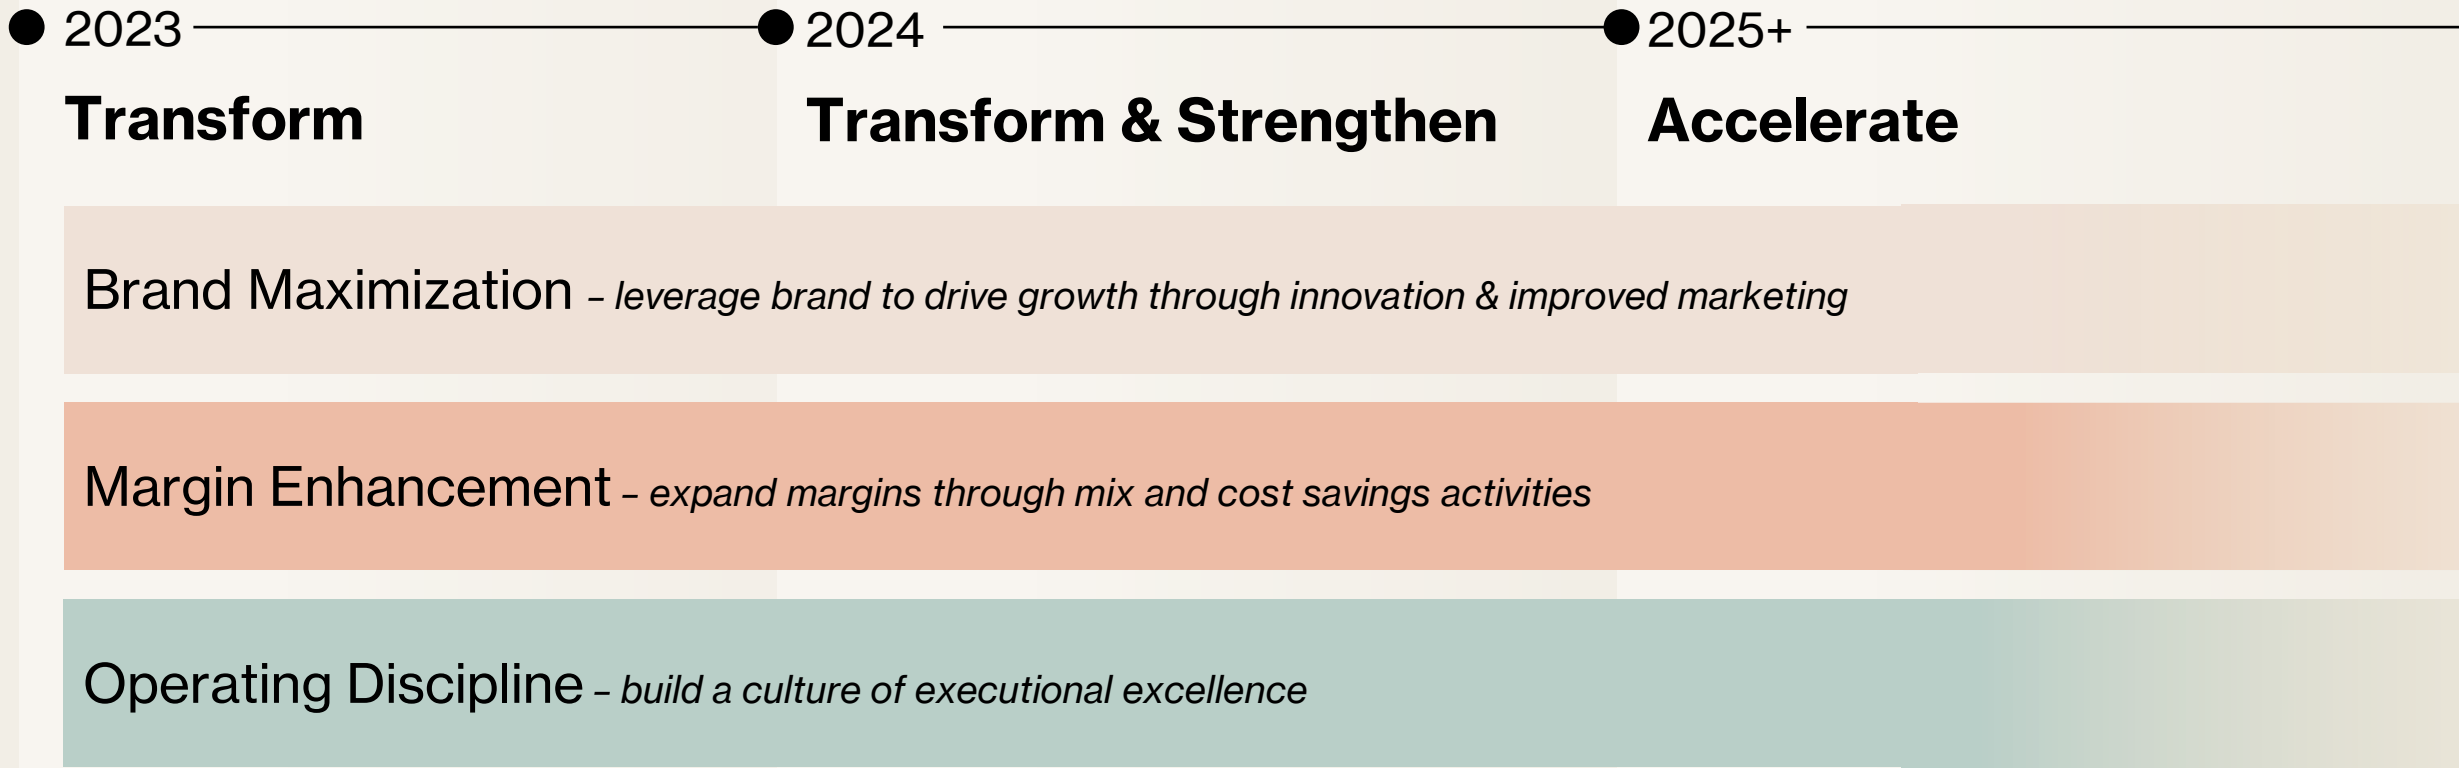 2023
2024
2025+
Transform
Transform & Strengthen
Accelerate
Brand Maximization – leverage brand to drive growth through innovation & improved marketing
Margin Enhancement – expand margins through mix and cost savings activities
Operating Discipline – build a culture of executional excellence